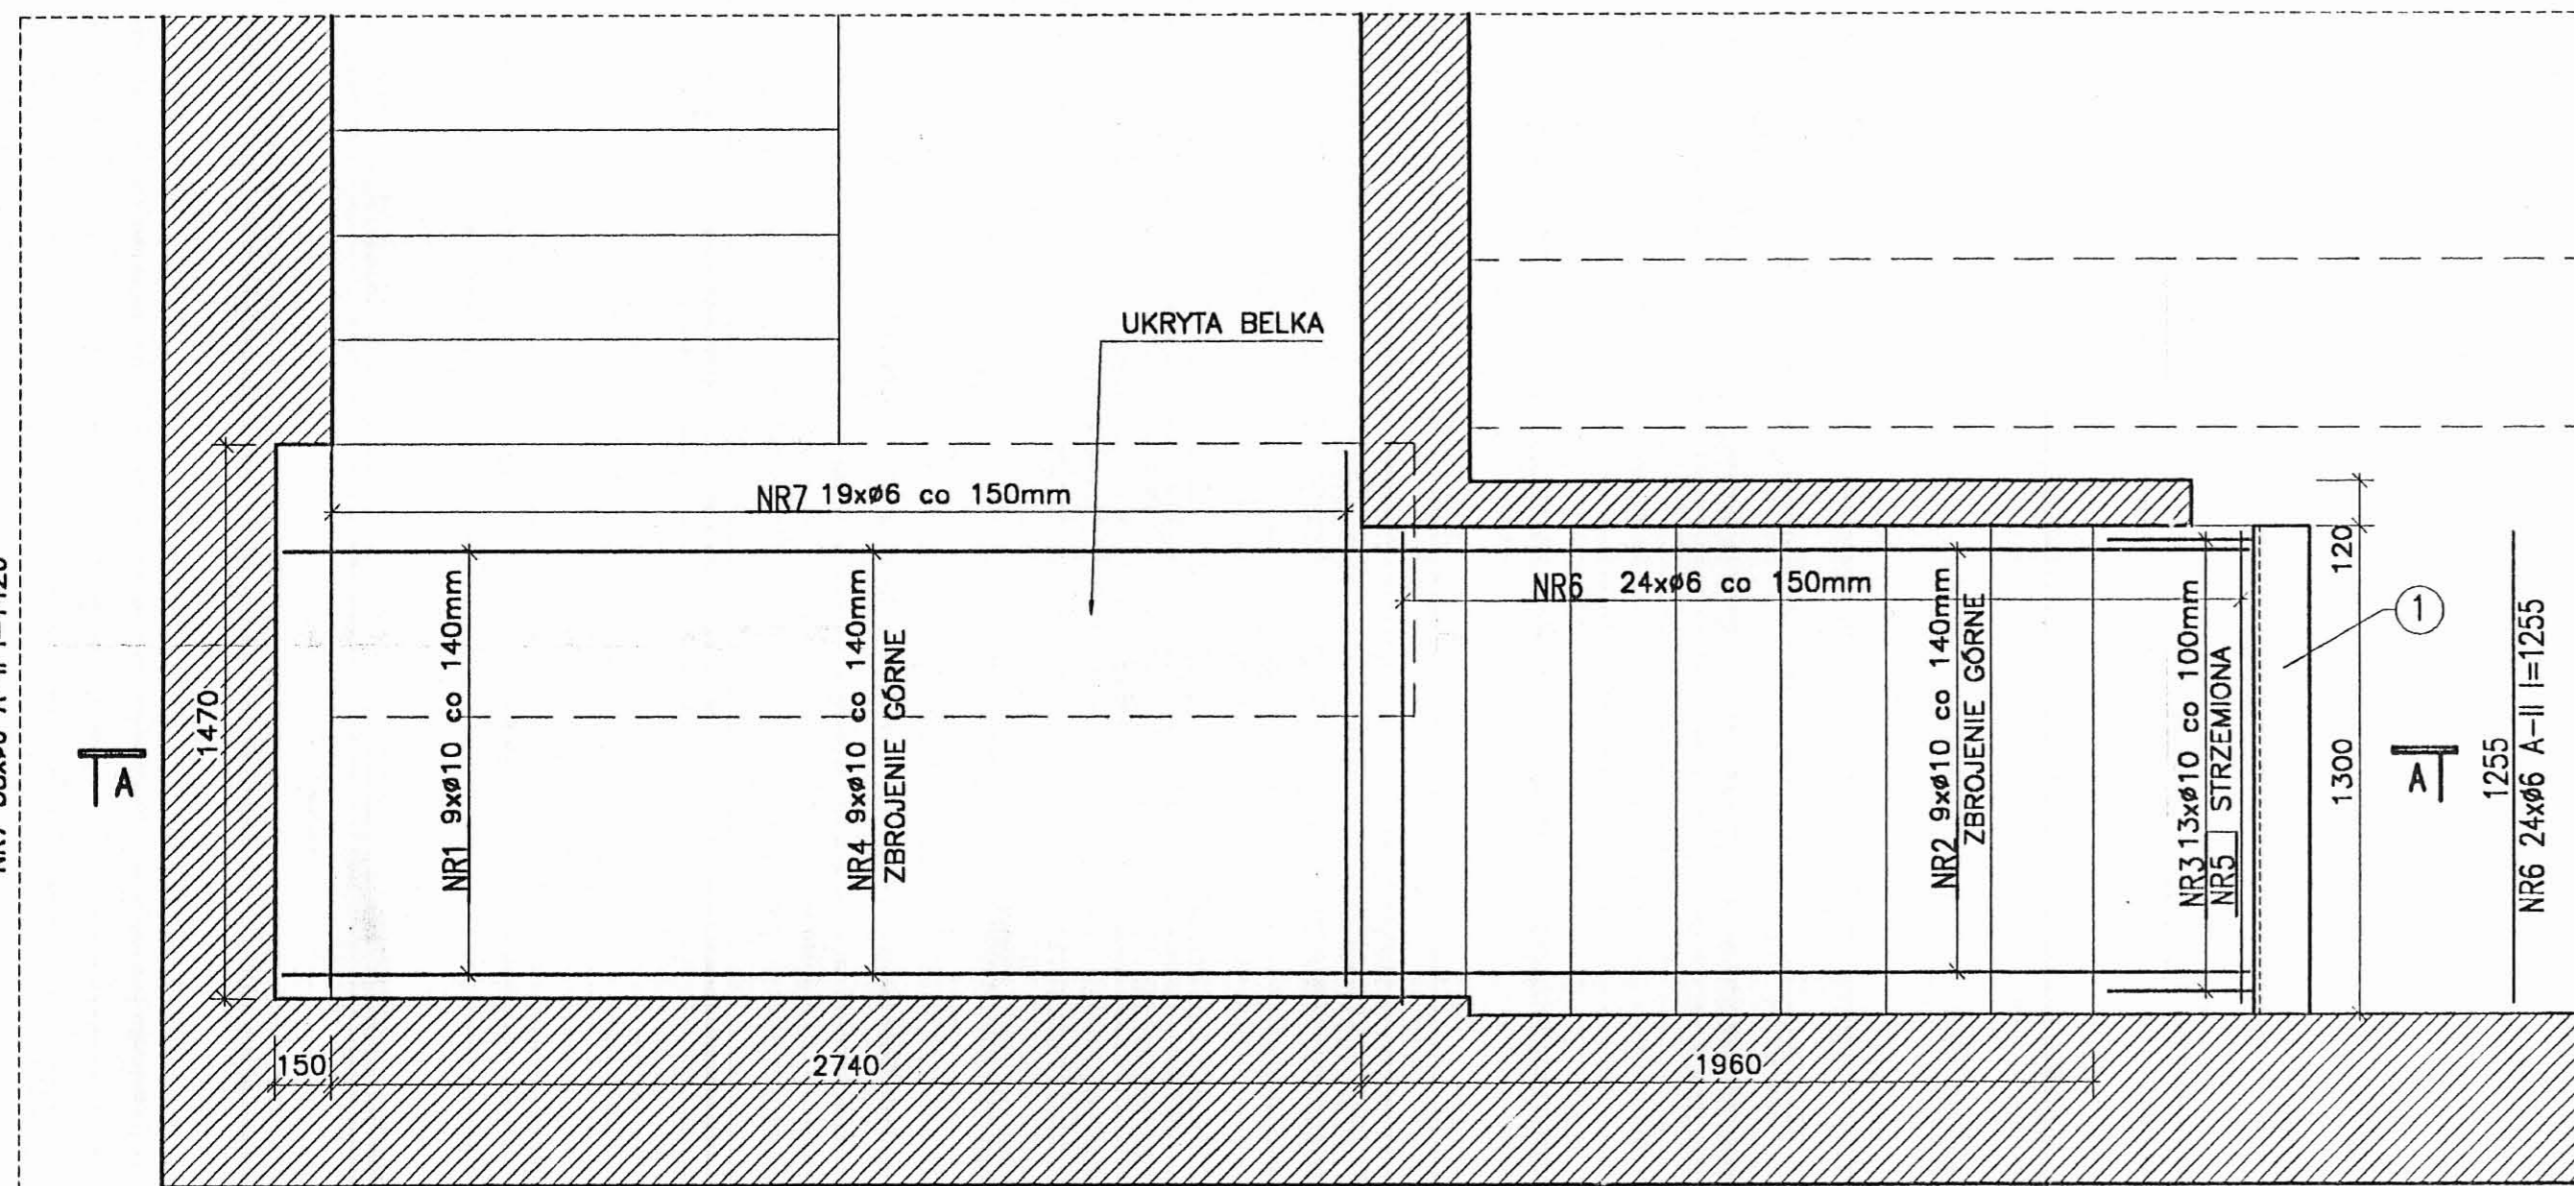 UKRYTA BELKA
NR7 19xø6 co 150mm
NR6 24xø6 co 150mm
NR1 9xø10 co 140mm
NR4 9xø10 co 140mm
ZBROJENIE GÓRNE
NR2 9xø10 co 140mm
ZBROJENIE GÓRNE
NR3 13xø10 co 100mm
NR5 STRZEMIONA
1470
120
1300
1
A
A
1255
NR6 24xø6 A-II l=1255
150
2740
1960